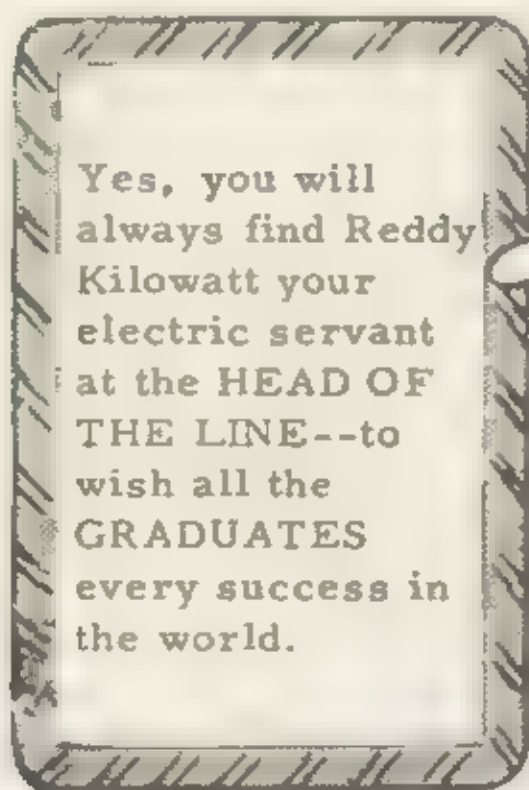 Yes, you will
always find Reddy
Kilowatt your
electric servant
at the HEAD OF
THE LINE--to
wish all the
GRADUATES
every success in
the world.